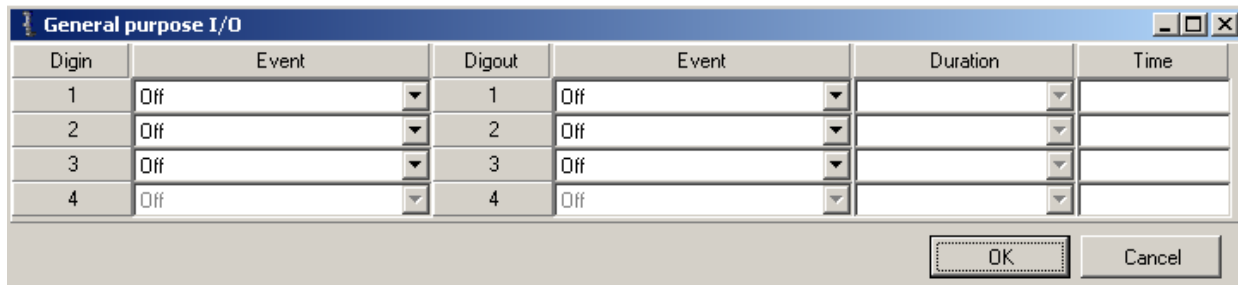 General purpose I/O
Digin Event Digout Event Duration Time
1 Off 1 Off
2 Off 2 Off
3 Off 3 Off
4 Off 4 Off
OK Cancel